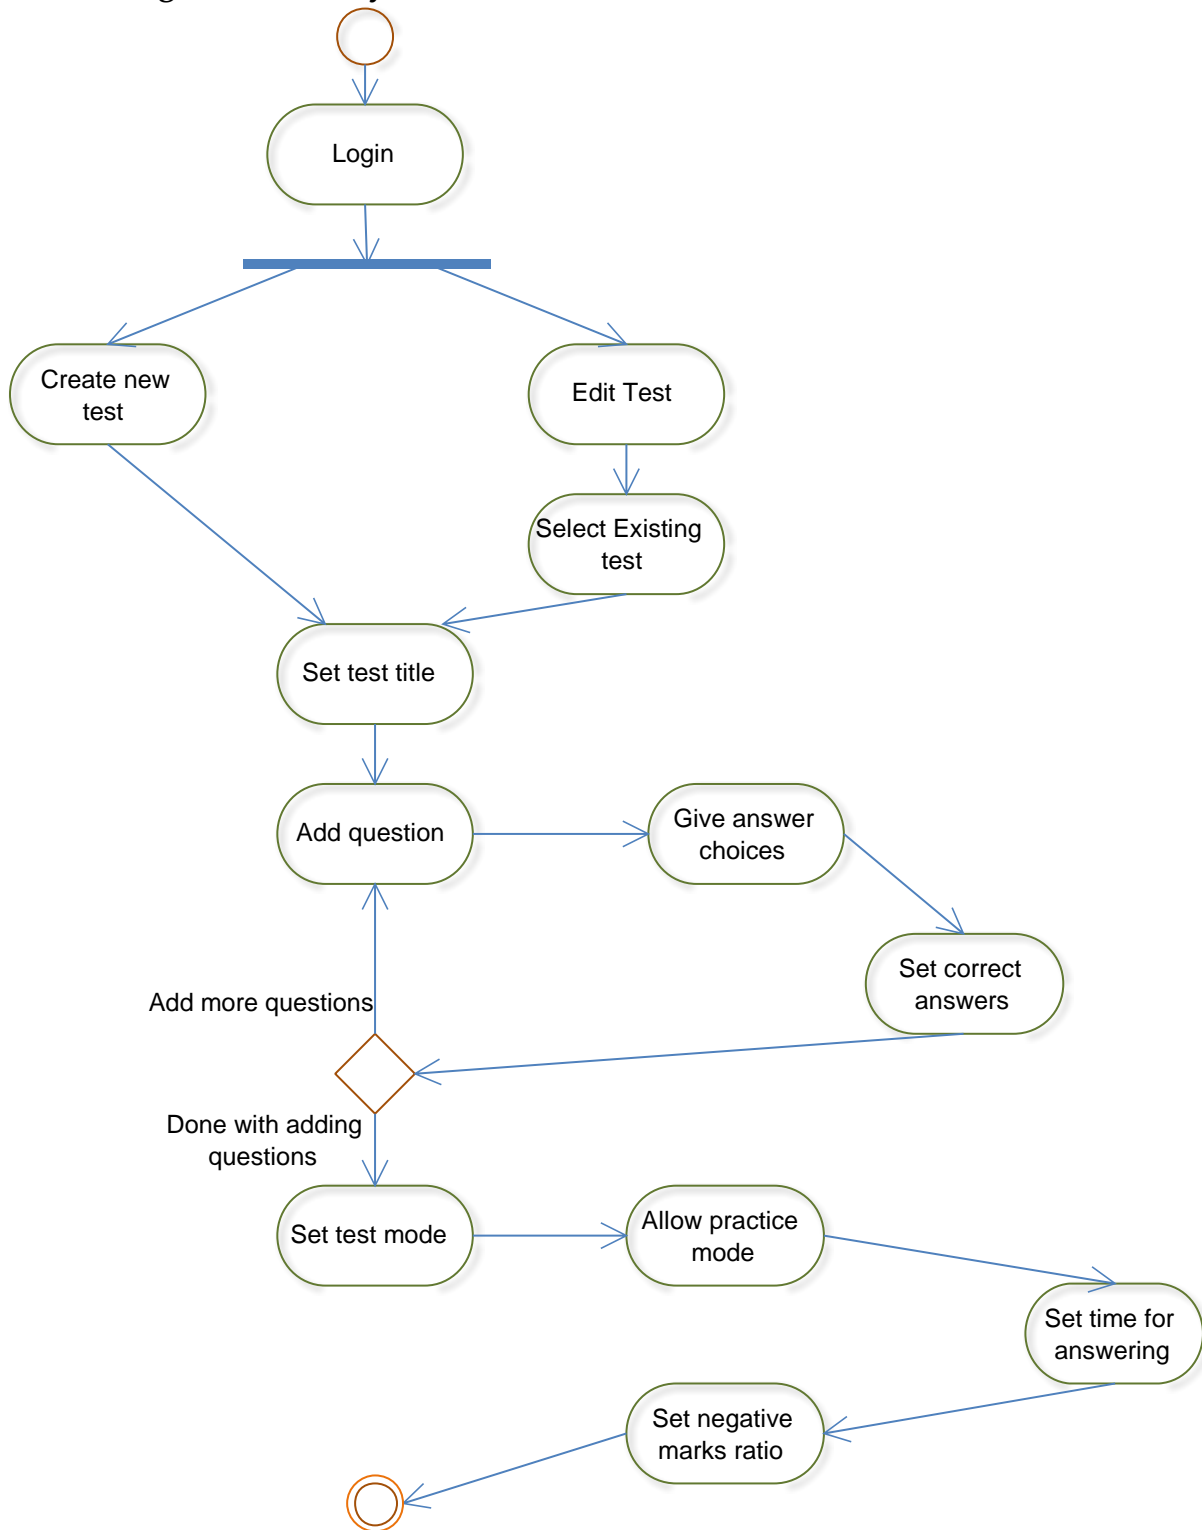 Login
Create new
test
Edit Test
Select Existing
test
Set test title
Add question
Give answer
choices
Set correct
answers
Add more questions
Done with adding
questions
Set test mode
Allow practice
mode
Set time for
answering
Set negative
marks ratio